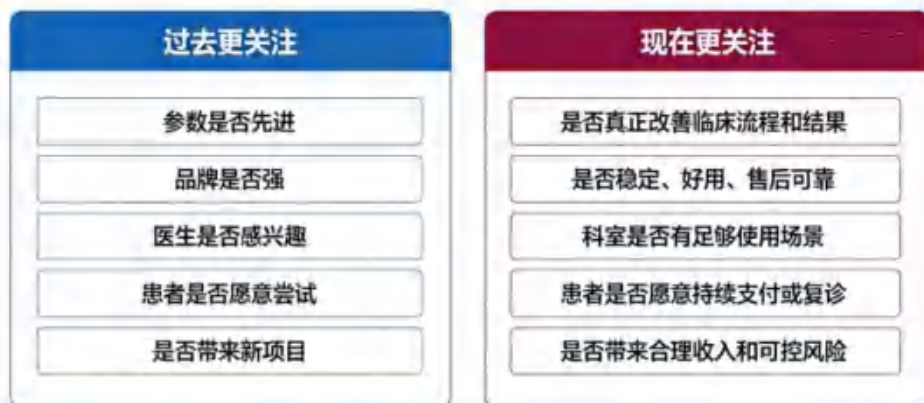 过去更关注
参数是否先进
品牌是否强
医生是否感兴趣
患者是否愿意尝试
是否带来新项目
现在更关注
是否真正改善临床流程和结果
是否稳定、好用、售后可靠
科室是否有足够使用场景
患者是否愿意持续支付或复诊
是否带来合理收入和可控风险